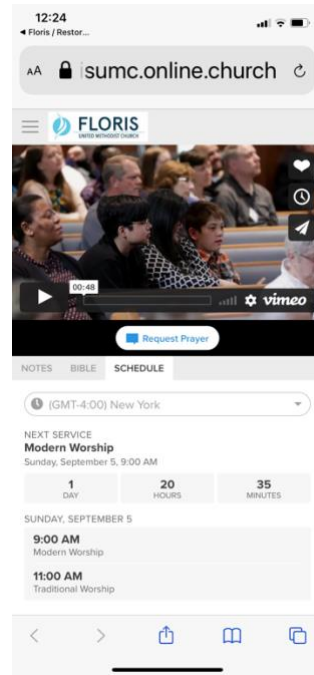 12:24
◀ Floris / Restor...
AA sumc.online.church
FLORIS
UNITED METHODIST CHURCH
00:48
vimeo
Request Prayer
NOTES BIBLE SCHEDULE
(GMT-4:00) New York
NEXT SERVICE
Modern Worship
Sunday, September 5, 9:00 AM
1 20 35
DAY HOURS MINUTES
SUNDAY, SEPTEMBER 5
9:00 AM
Modern Worship
11:00 AM
Traditional Worship